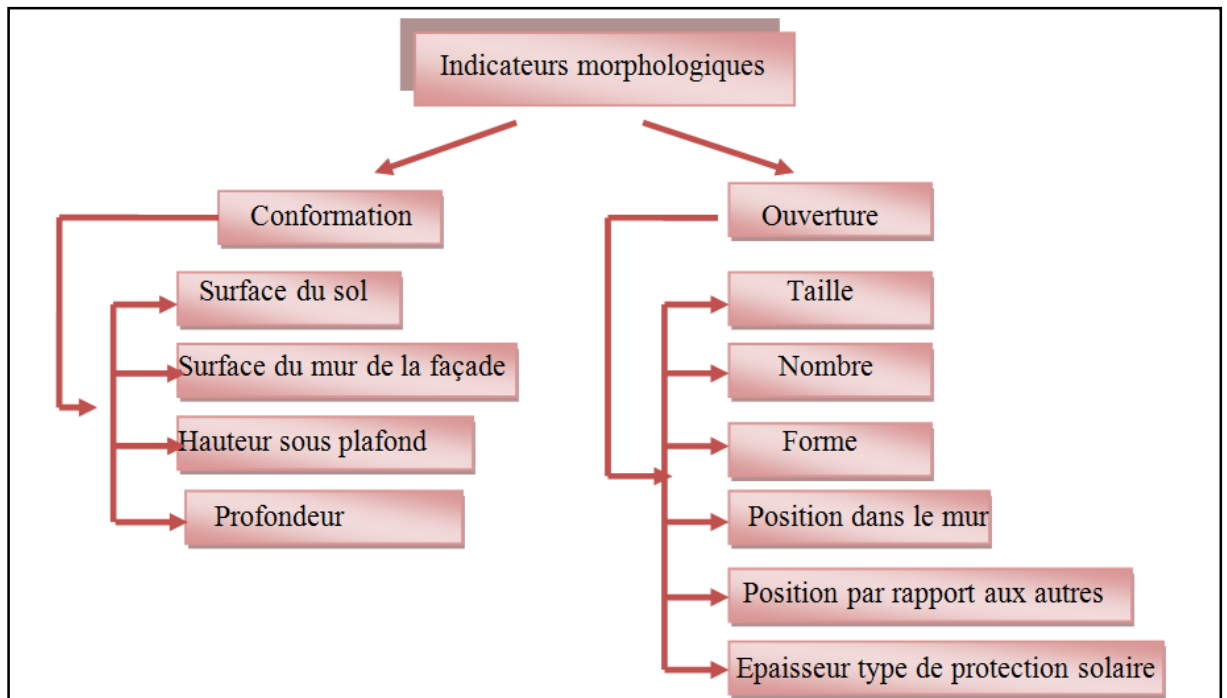 Indicateurs morphologiques
Conformation
Surface du sol
Surface du mur de la façade
Hauteur sous plafond
Profondeur
Ouverture
Taille
Nombre
Forme
Position dans le mur
Position par rapport aux autres
Epaisseur type de protection solaire